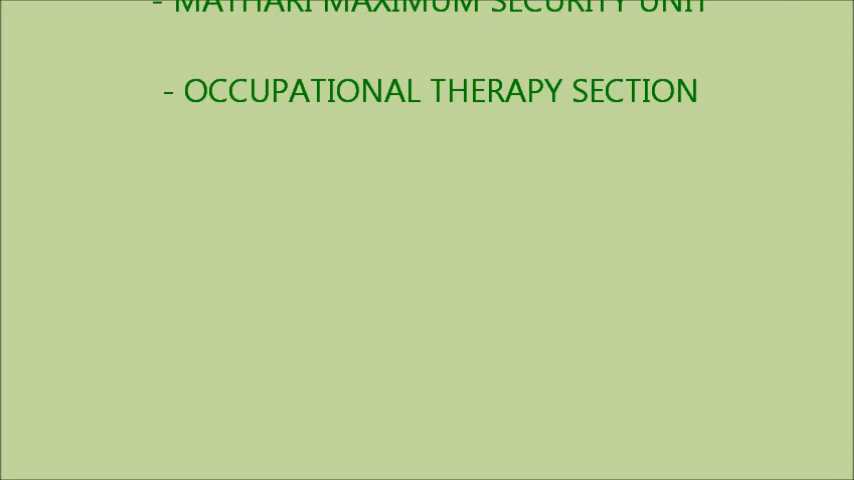 - MATHARI MAXIMUM SECURITY UNIT
- OCCUPATIONAL THERAPY SECTION